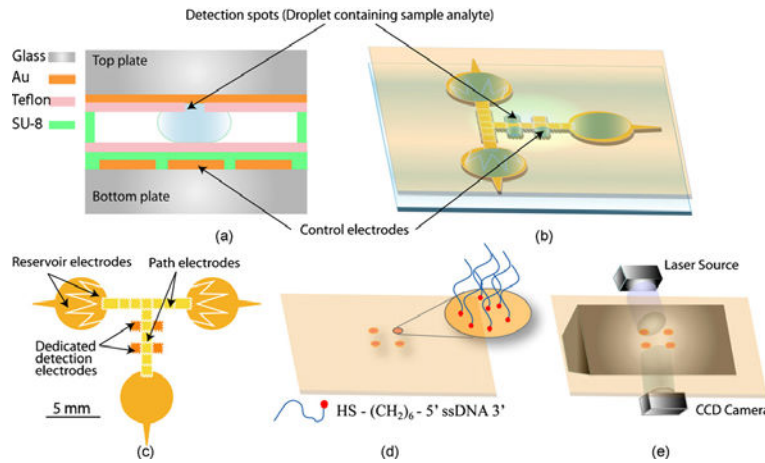 Detection spots (Droplet containing sample analyte)
Glass
Au
Teflon
SU-8
Top plate
Bottom plate
Control electrodes
(a)
(b)
Reservoir electrodes
Path electrodes
Dedicated
detection
electrodes
5 mm
(c)
HS - (CH2)6 - 5' ssDNA 3'
(d)
Laser Source
CCD Camera
(e)